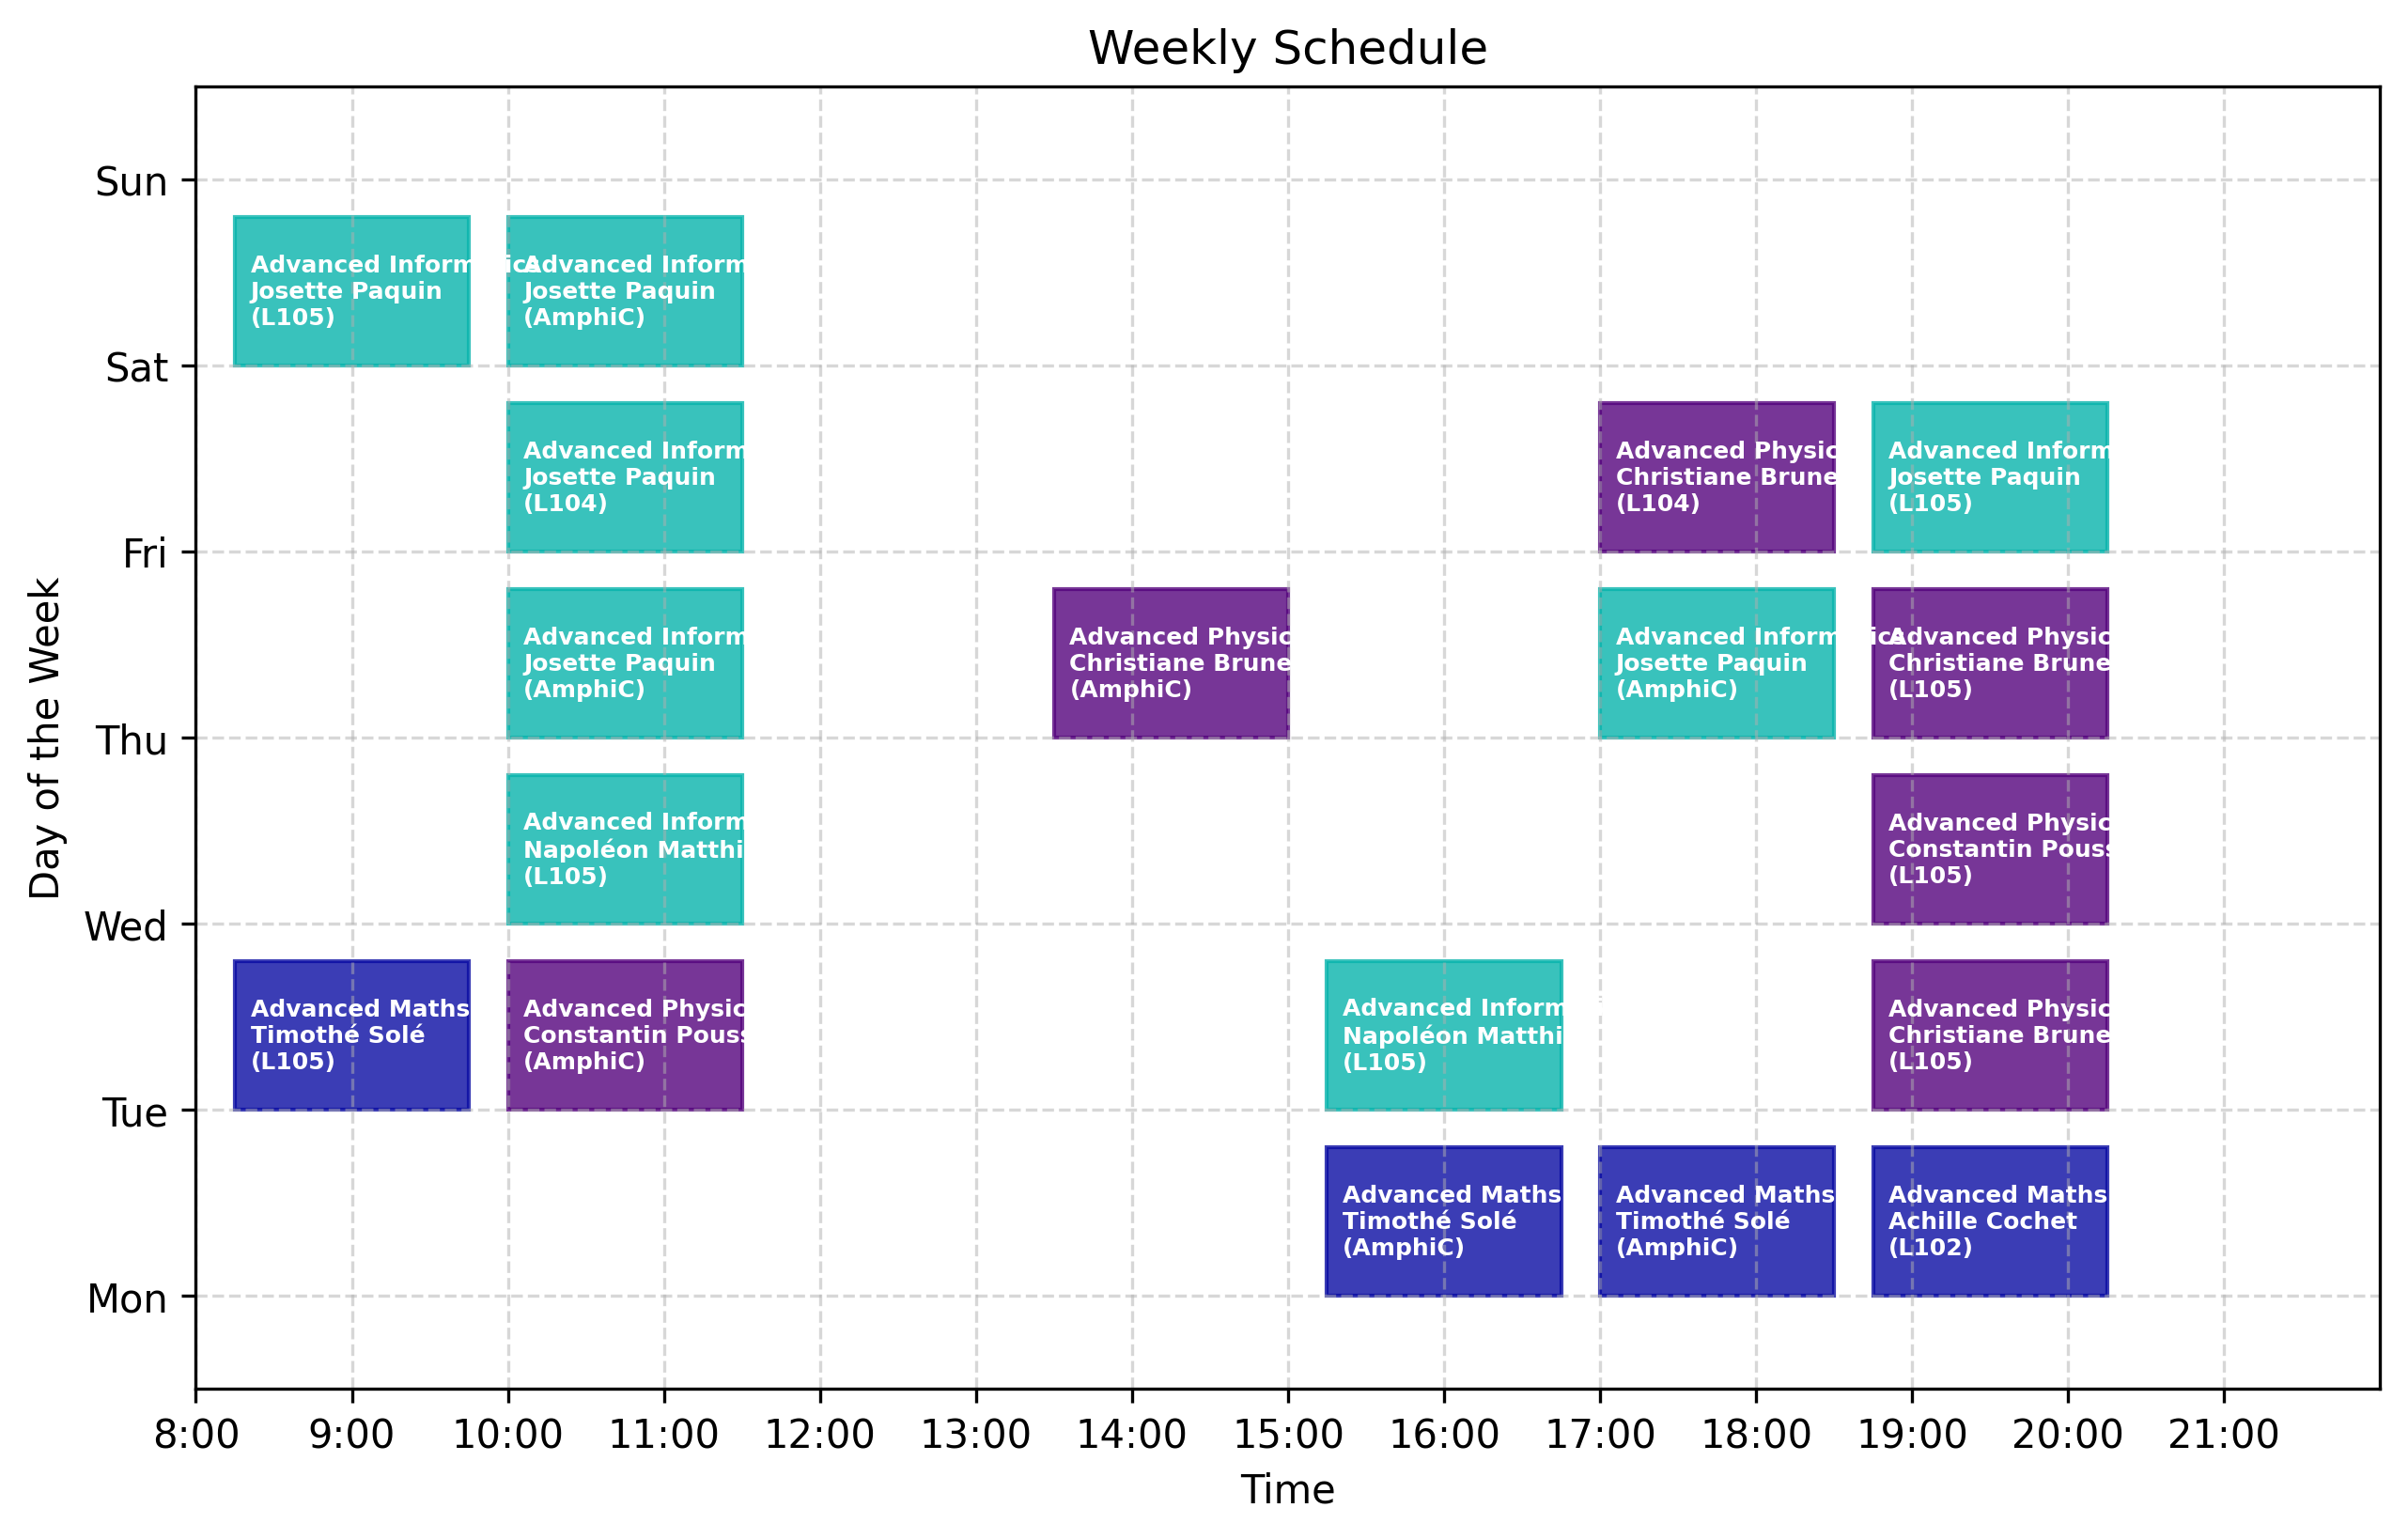 Weekly Schedule
Sun
Advanced Inform
Josette Paquin
(L105)
Advanced Inform
Josette Paquin
(AmphiC)
Sat
Advanced Inform
Josette Paquin
(L104)
Advanced Physic
Christiane Brune
(L104)
Advanced Inform
Josette Paquin
(L105)
Fri
Advanced Inform
Josette Paquin
(AmphiC)
Advanced Physic
Christiane Brune
(AmphiC)
Advanced Inform
Josette Paquin
(AmphiC)
Advanced Physic
Christiane Brune
(L105)
Thu
Advanced Inform
Napoléon Matthi
(L105)
Advanced Physic
Constantin Pouss
(L105)
Wed
Advanced Maths
Timothé Solé
(L105)
Advanced Physic
Constantin Pouss
(AmphiC)
Advanced Inform
Napoléon Matthi
(L105)
Advanced Physic
Christiane Brune
(L105)
Tue
Advanced Maths
Timothé Solé
(AmphiC)
Advanced Maths
Timothé Solé
(AmphiC)
Advanced Maths
Achille Cochet
(L102)
Mon
Day of the Week
8:00 9:00 10:00 11:00 12:00 13:00 14:00 15:00 16:00 17:00 18:00 19:00 20:00 21:00
Time